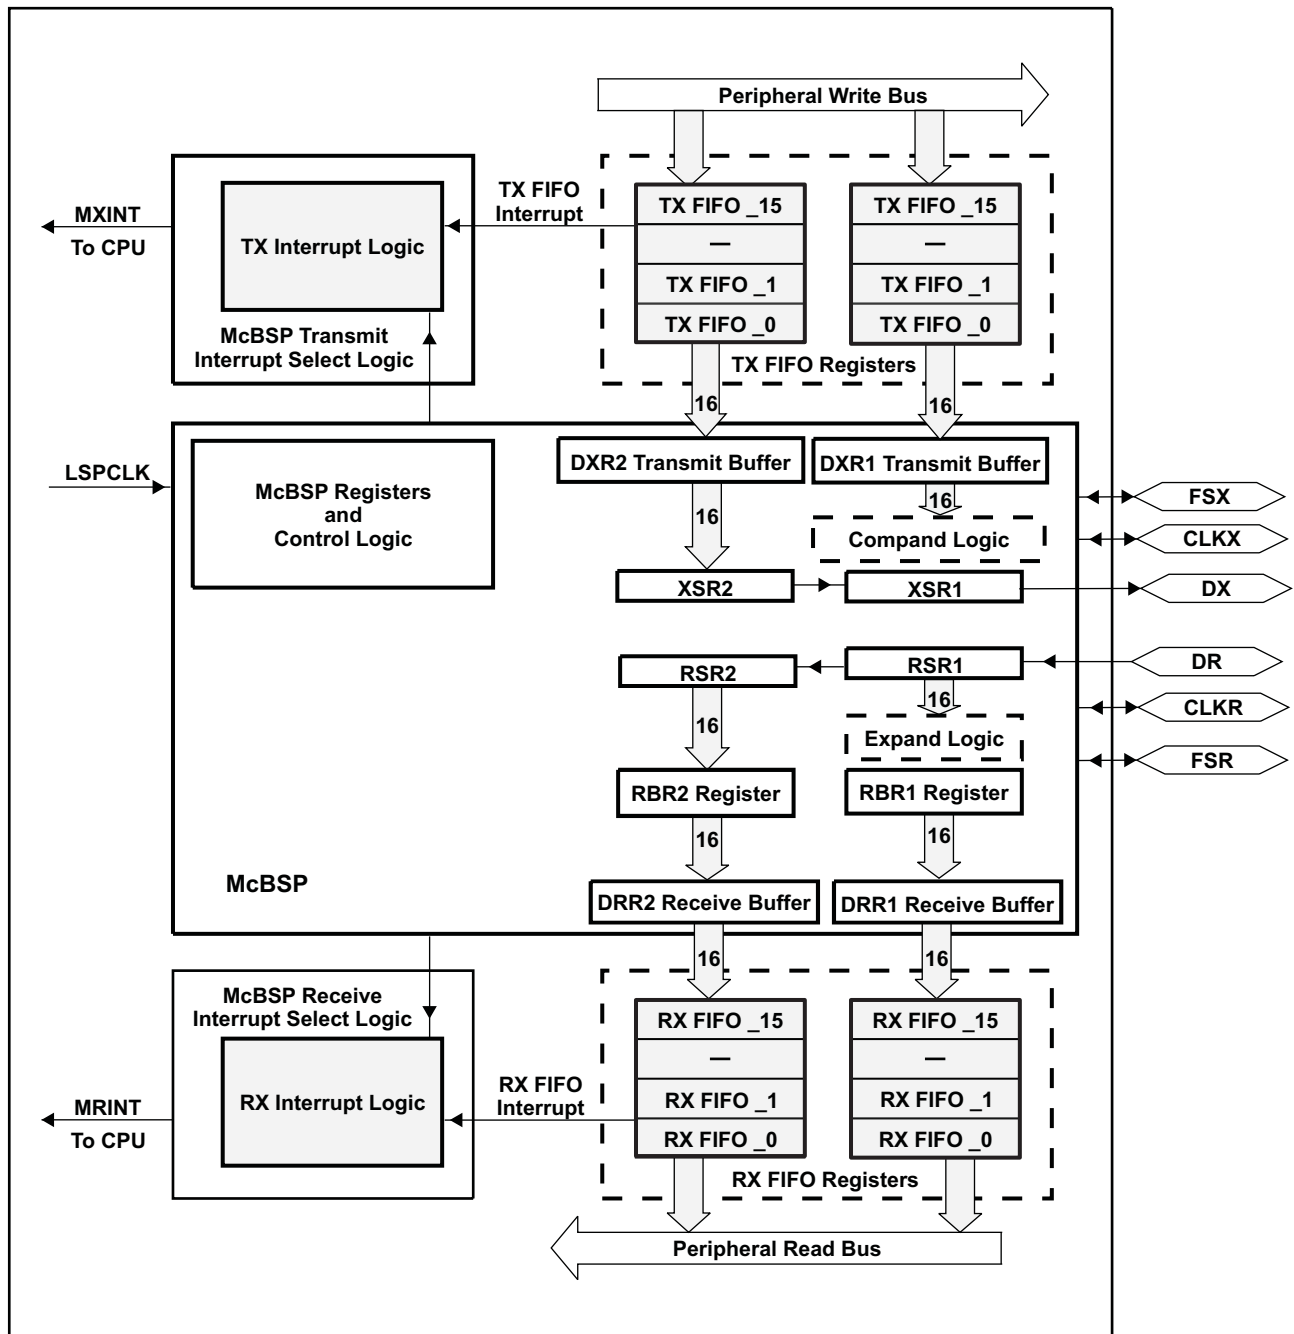 Peripheral Write Bus
MXINT
To CPU
TX Interrupt Logic
McBSP Transmit
Interrupt Select Logic
TX FIFO
Interrupt
TX FIFO _15
—
TX FIFO _1
TX FIFO _0
TX FIFO _15
—
TX FIFO _1
TX FIFO _0
TX FIFO Registers
16
16
LSPCLK
McBSP Registers
and
Control Logic
DXR2 Transmit Buffer
DXR1 Transmit Buffer
16
16
Compand Logic
XSR2
XSR1
RSR2
RSR1
16
16
Expand Logic
RBR2 Register
RBR1 Register
16
16
McBSP
DRR2 Receive Buffer
DRR1 Receive Buffer
FSX
CLKX
DX
DR
CLKR
FSR
16
16
McBSP Receive
Interrupt Select Logic
RX Interrupt Logic
MRINT
To CPU
RX FIFO
Interrupt
RX FIFO _15
—
RX FIFO _1
RX FIFO _0
RX FIFO _15
—
RX FIFO _1
RX FIFO _0
RX FIFO Registers
Peripheral Read Bus